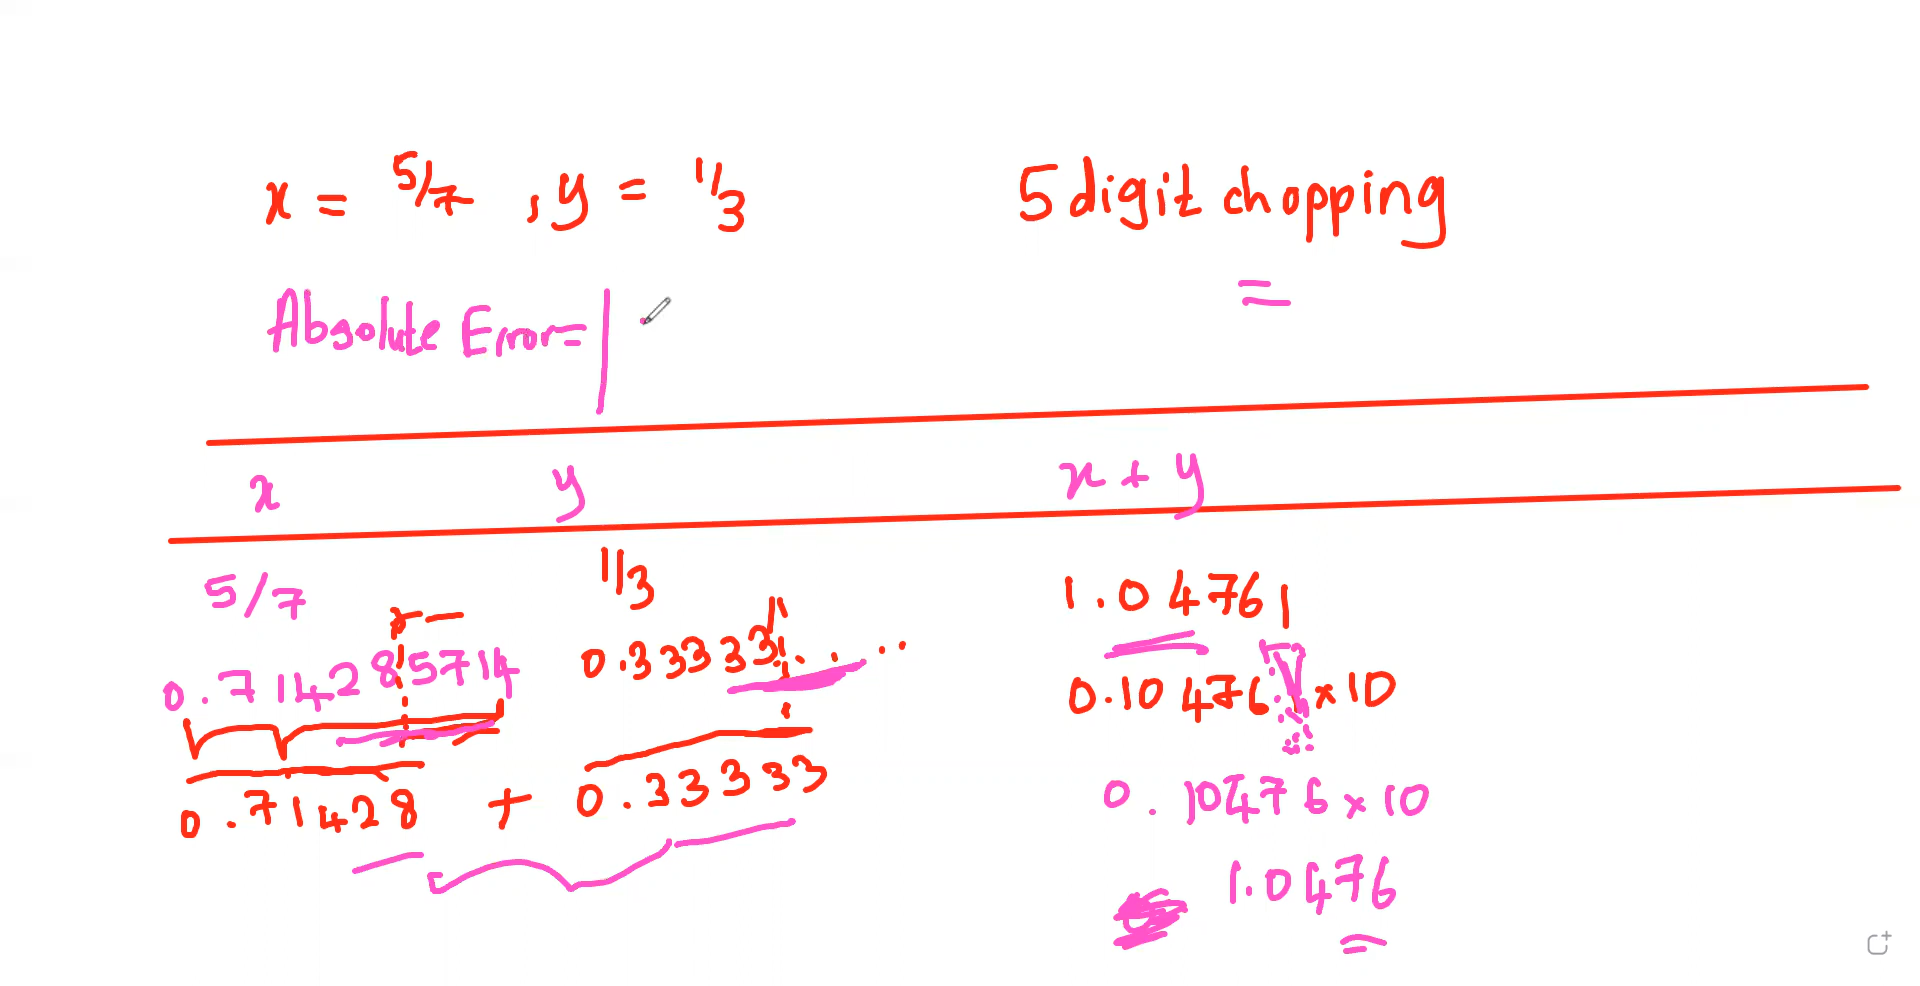 x = 5/7 , y = 1/3 5 digit chopping
=
Absolute Error = |
x y x + y
5/7 1/3 1.04761
0.714285714 0.33333..... 0.10476 × 10
0.71428 + 0.33333 0.10476 × 10
1.0476